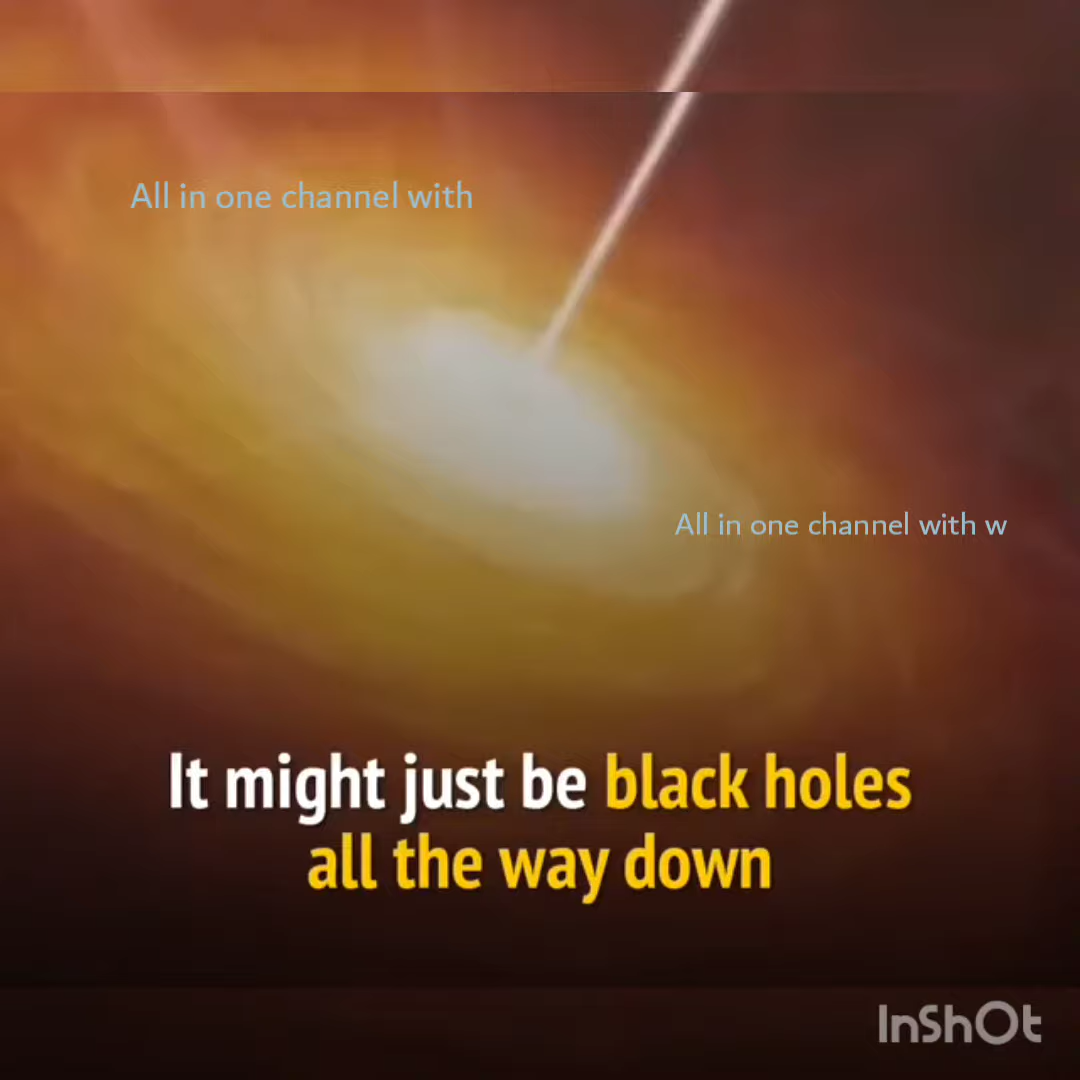 All in one channel with
All in one channel with w
It might just be black holes
all the way down
InShOt